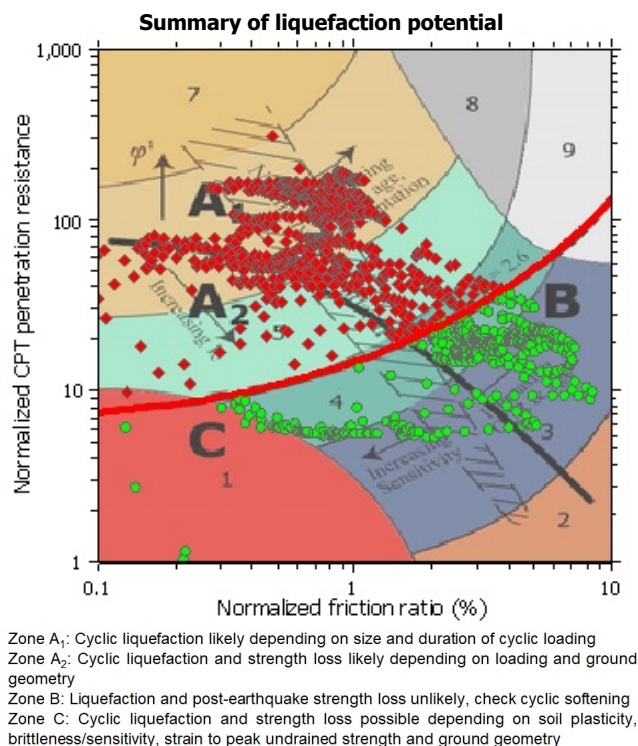 Summary of liquefaction potential
1,000
7
8
9
φ'
100
A₁
= 2.6
Increasing
A₂
B
5
10
4
C
3
Increasing
Sensitivity
1
2
1
0.1
1
10
Normalized CPT penetration resistance
Normalized friction ratio (%)
Zone A₁: Cyclic liquefaction likely depending on size and duration of cyclic loading
Zone A₂: Cyclic liquefaction and strength loss likely depending on loading and ground
geometry
Zone B: Liquefaction and post-earthquake strength loss unlikely, check cyclic softening
Zone C: Cyclic liquefaction and strength loss possible depending on soil plasticity,
brittleness/sensitivity, strain to peak undrained strength and ground geometry